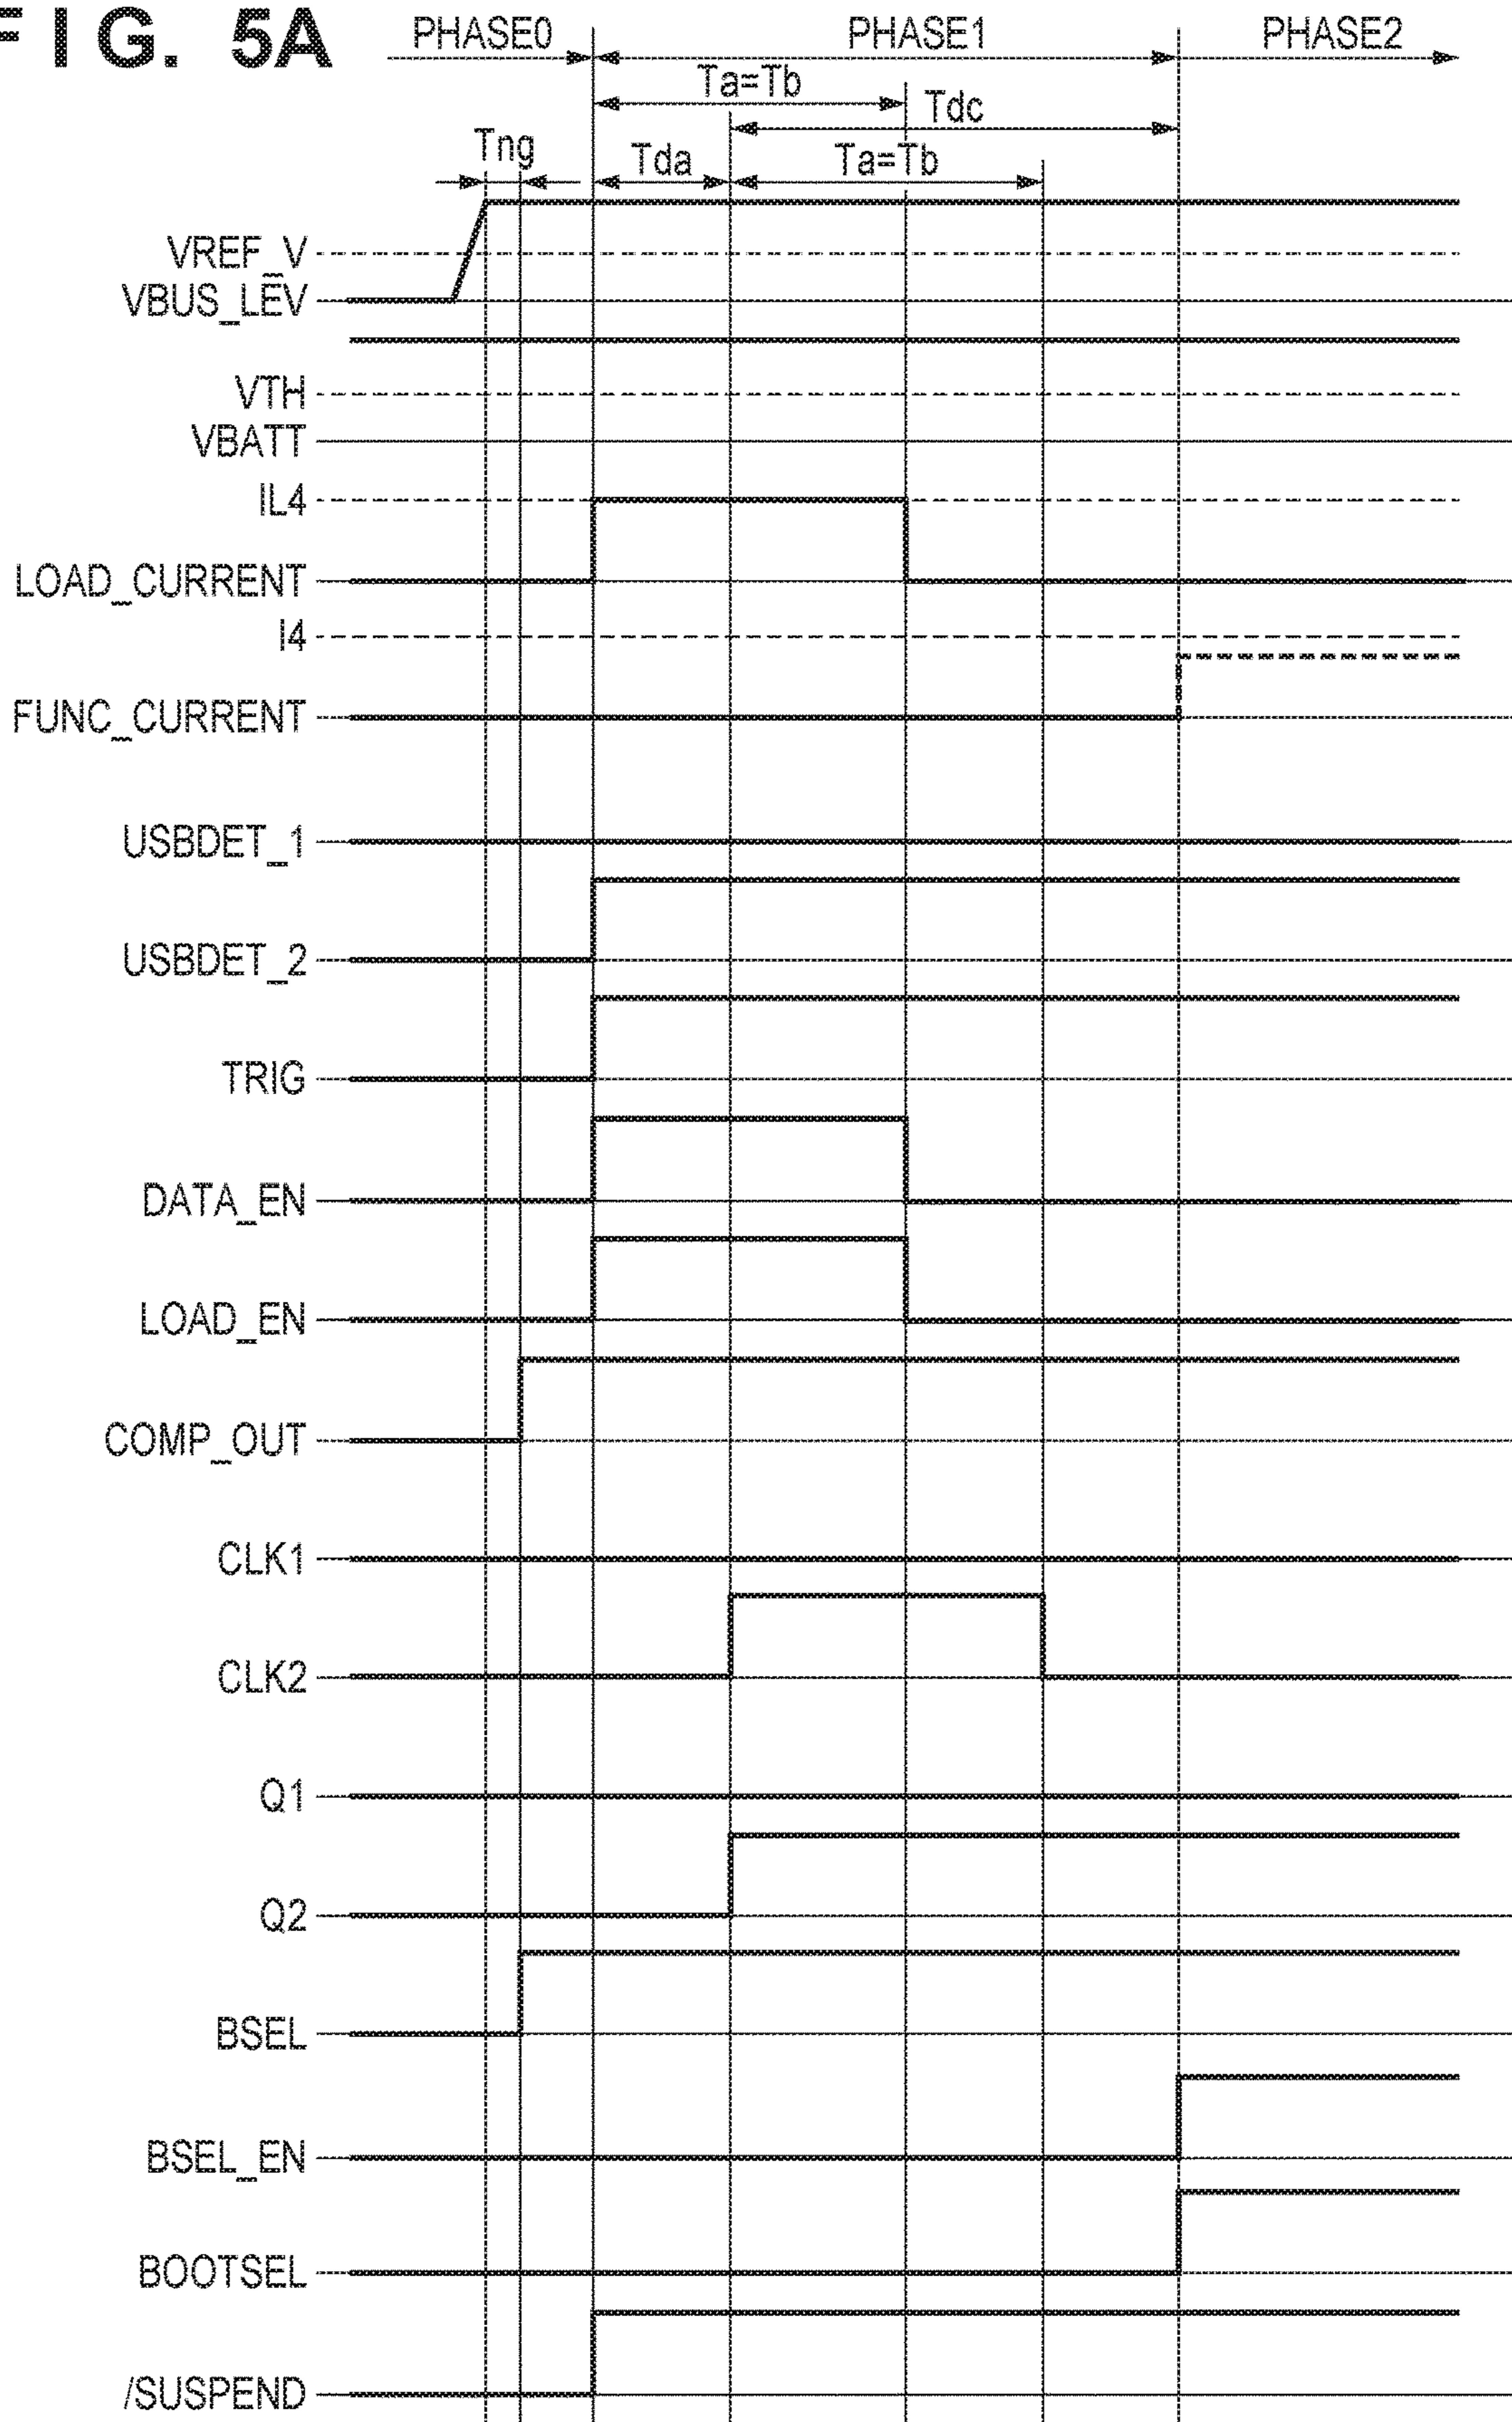 FIG. 5A
PHASE0 PHASE1 PHASE2
Ta=Tb
Tdc
Tng Tda Ta=Tb
VREF_V
VBUS_LEV
VTH
VBATT
IL4
LOAD_CURRENT
I4
FUNC_CURRENT
USBDET_1
USBDET_2
TRIG
DATA_EN
LOAD_EN
COMP_OUT
CLK1
CLK2
Q1
Q2
BSEL
BSEL_EN
BOOTSEL
/SUSPEND